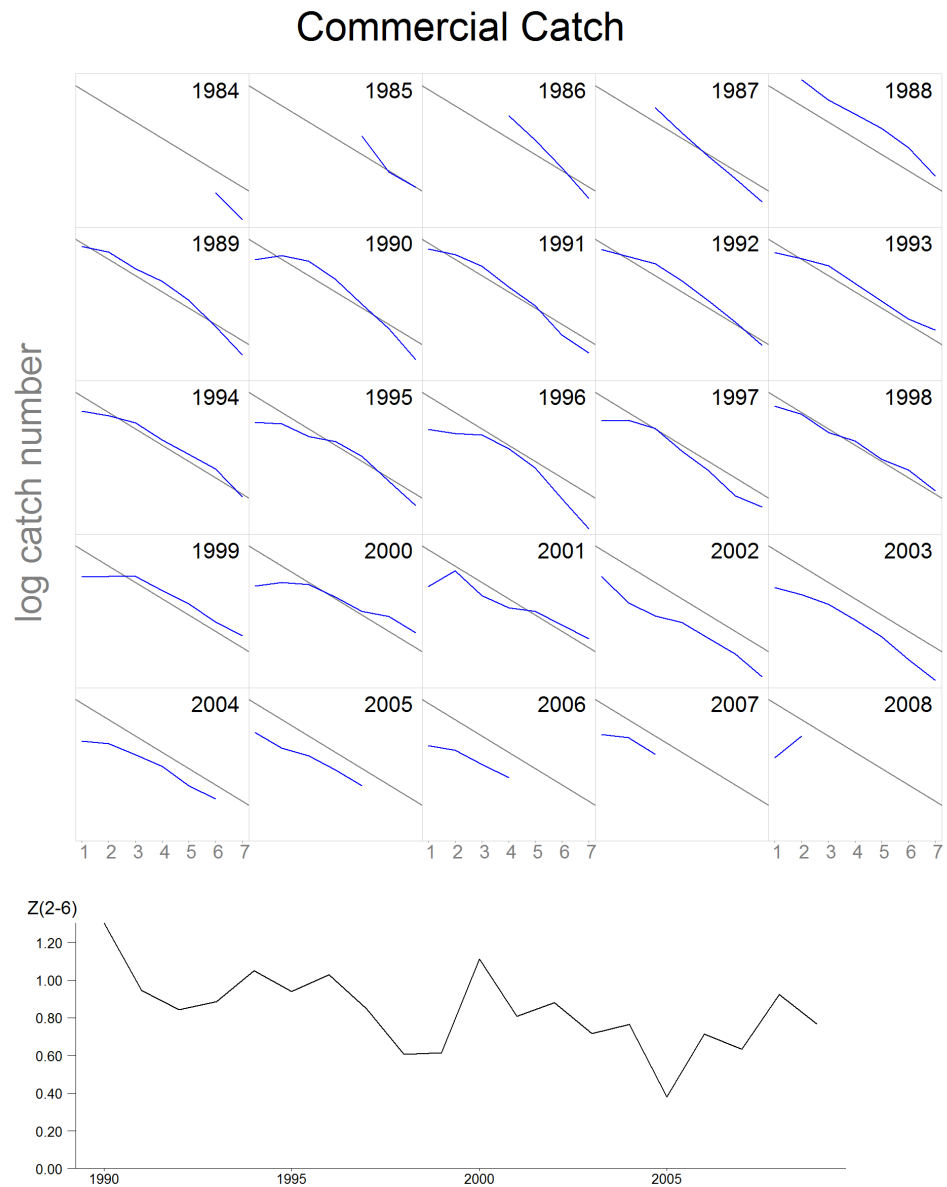 Commercial Catch
1984 1985 1986 1987 1988
1989 1990 1991 1992 1993
1994 1995 1996 1997 1998
1999 2000 2001 2002 2003
2004 2005 2006 2007 2008
log catch number
1 2 3 4 5 6 7 1 2 3 4 5 6 7 1 2 3 4 5 6 7
Z(2-6)
1.20
1.00
0.80
0.60
0.40
0.20
0.00
1990 1995 2000 2005